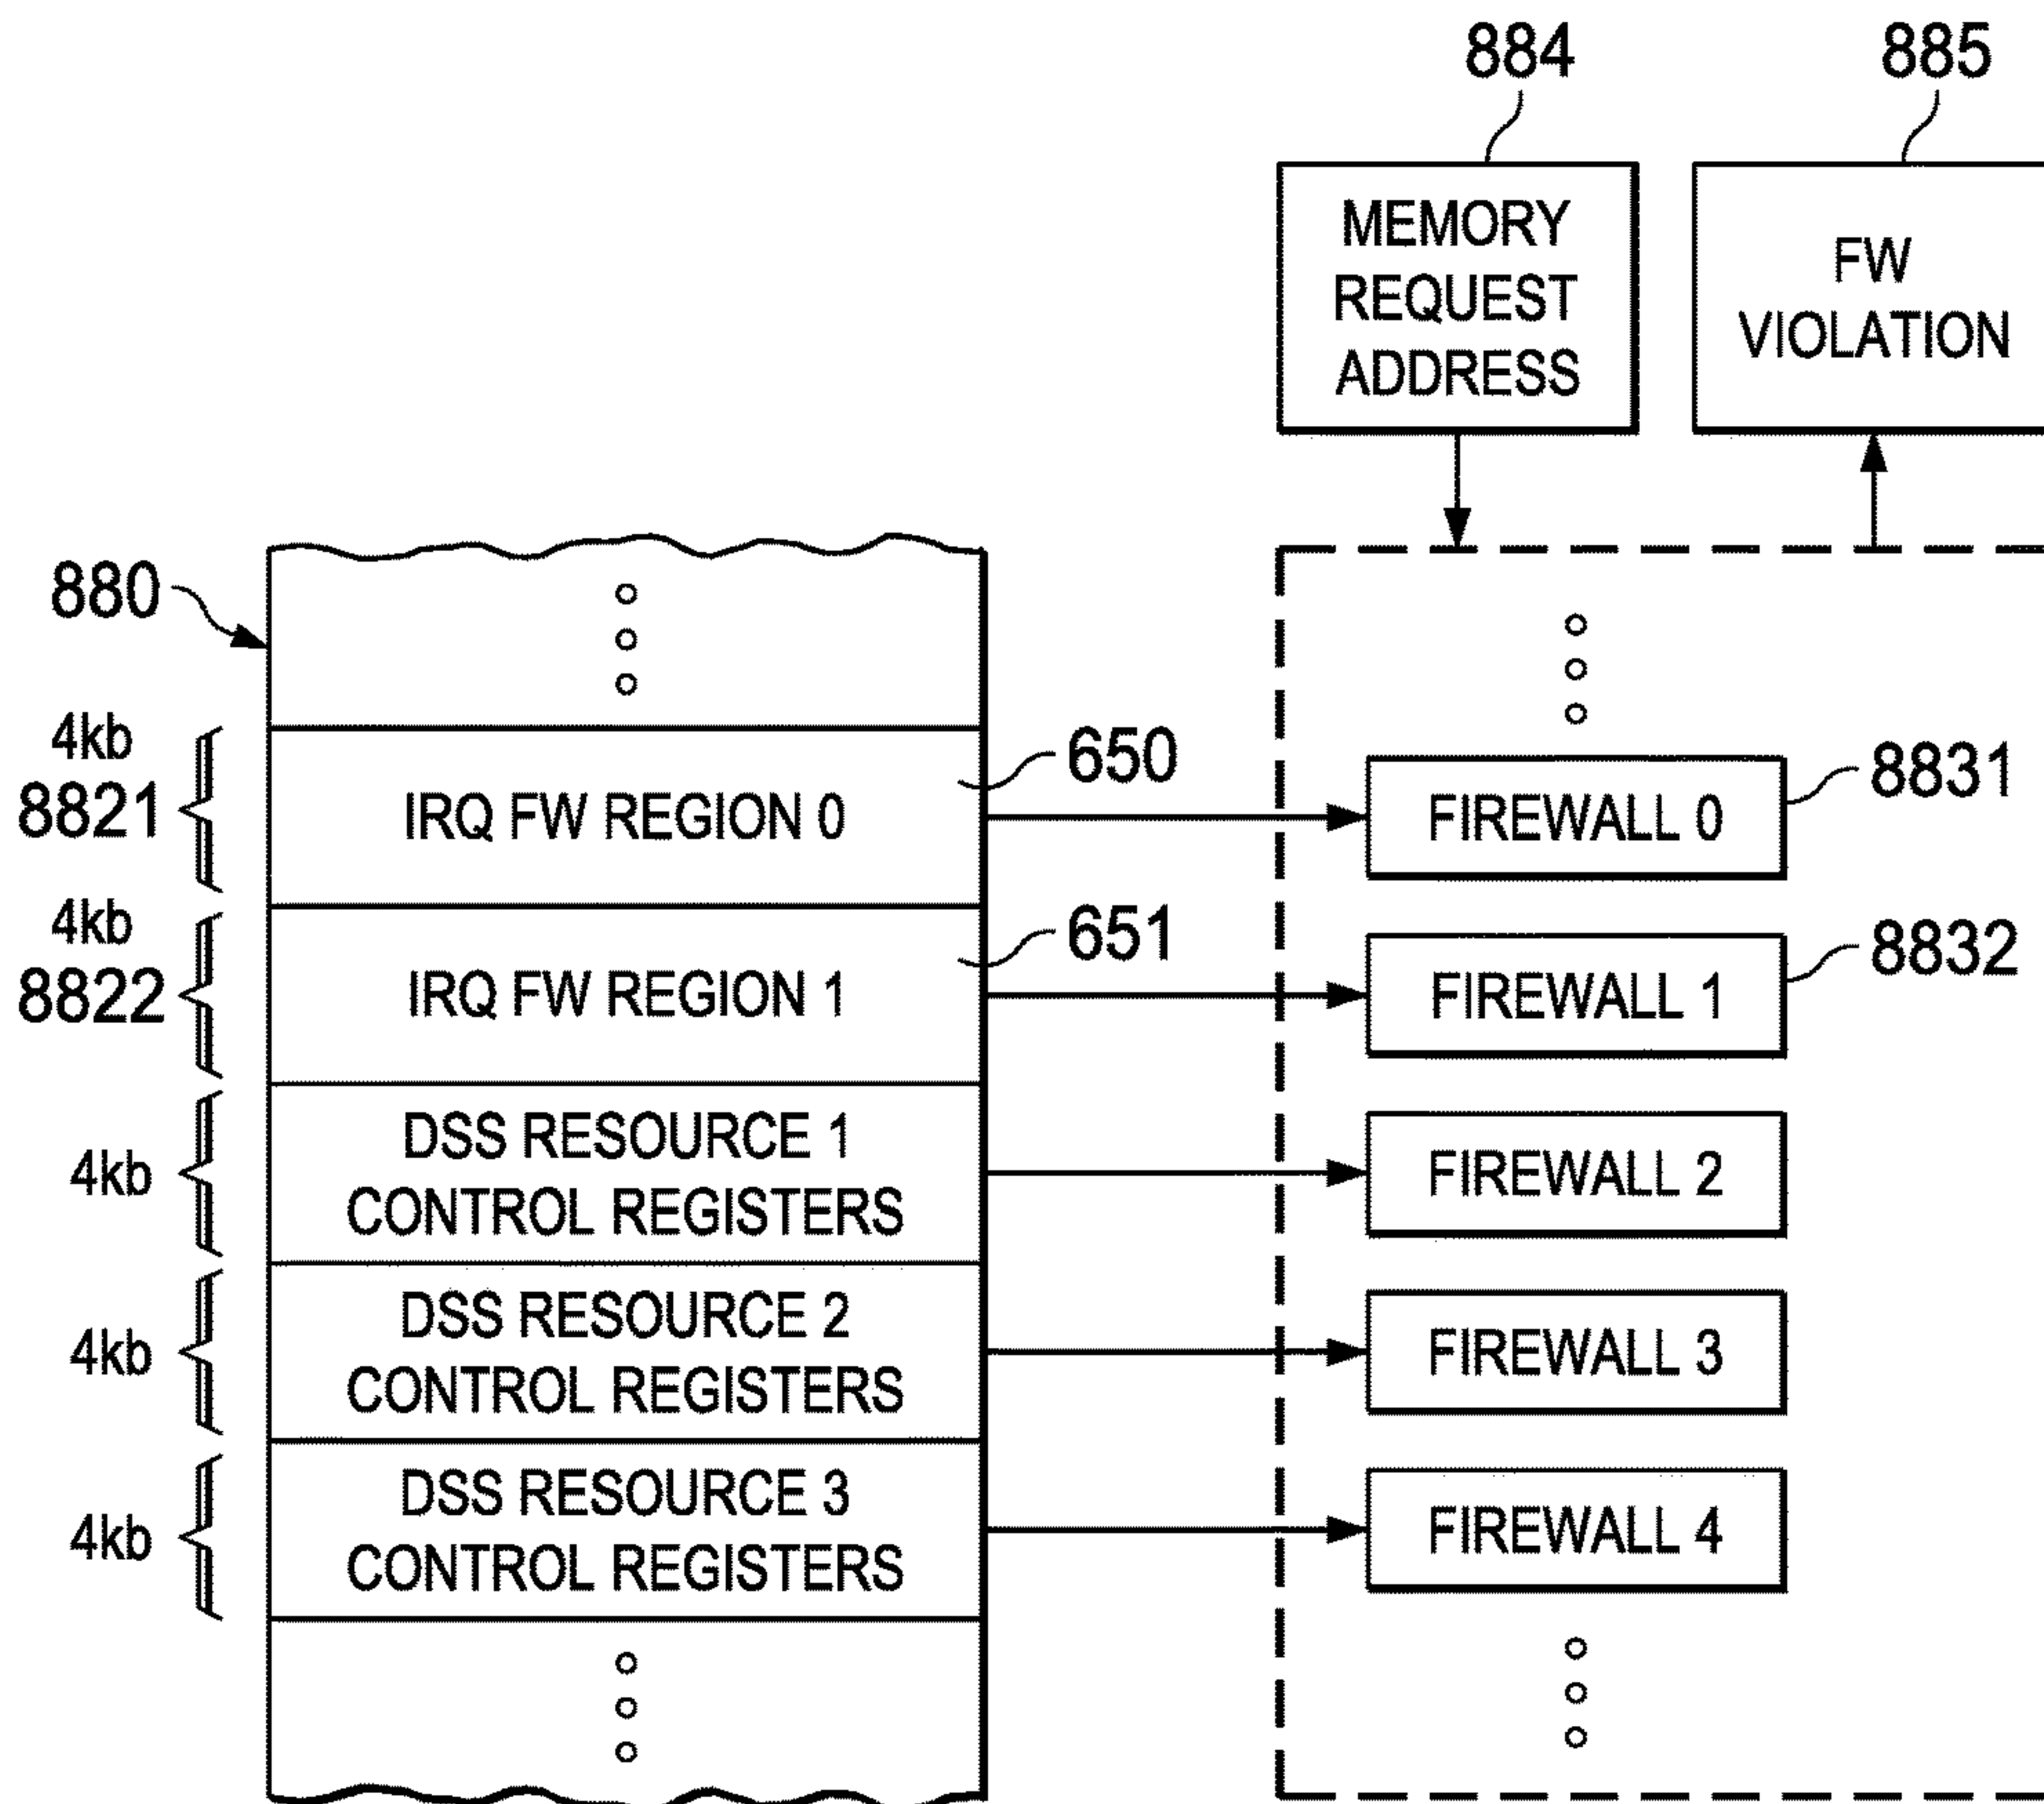 884
885
MEMORY
REQUEST
ADDRESS
FW
VIOLATION
880
4kb
8821
IRQ FW REGION 0
650
FIREWALL 0
8831
4kb
8822
IRQ FW REGION 1
651
FIREWALL 1
8832
4kb
DSS RESOURCE 1
CONTROL REGISTERS
FIREWALL 2
4kb
DSS RESOURCE 2
CONTROL REGISTERS
FIREWALL 3
4kb
DSS RESOURCE 3
CONTROL REGISTERS
FIREWALL 4